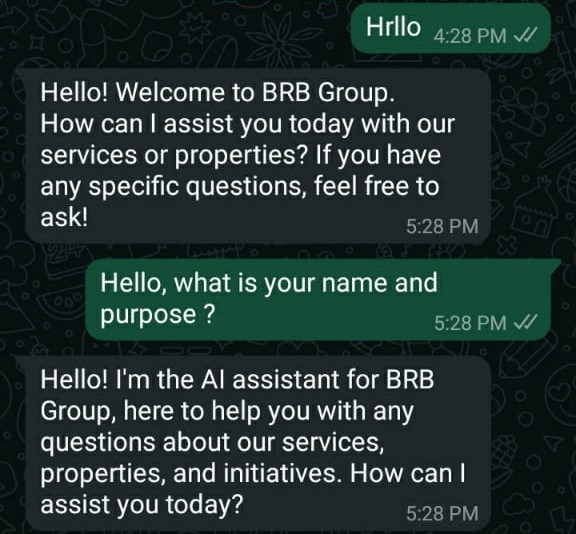 Hrllo 4:28 PM
Hello! Welcome to BRB Group.
How can I assist you today with our
services or properties? If you have
any specific questions, feel free to
ask!
5:28 PM
Hello, what is your name and
purpose ?
5:28 PM
Hello! I'm the AI assistant for BRB
Group, here to help you with any
questions about our services,
properties, and initiatives. How can I
assist you today?
5:28 PM